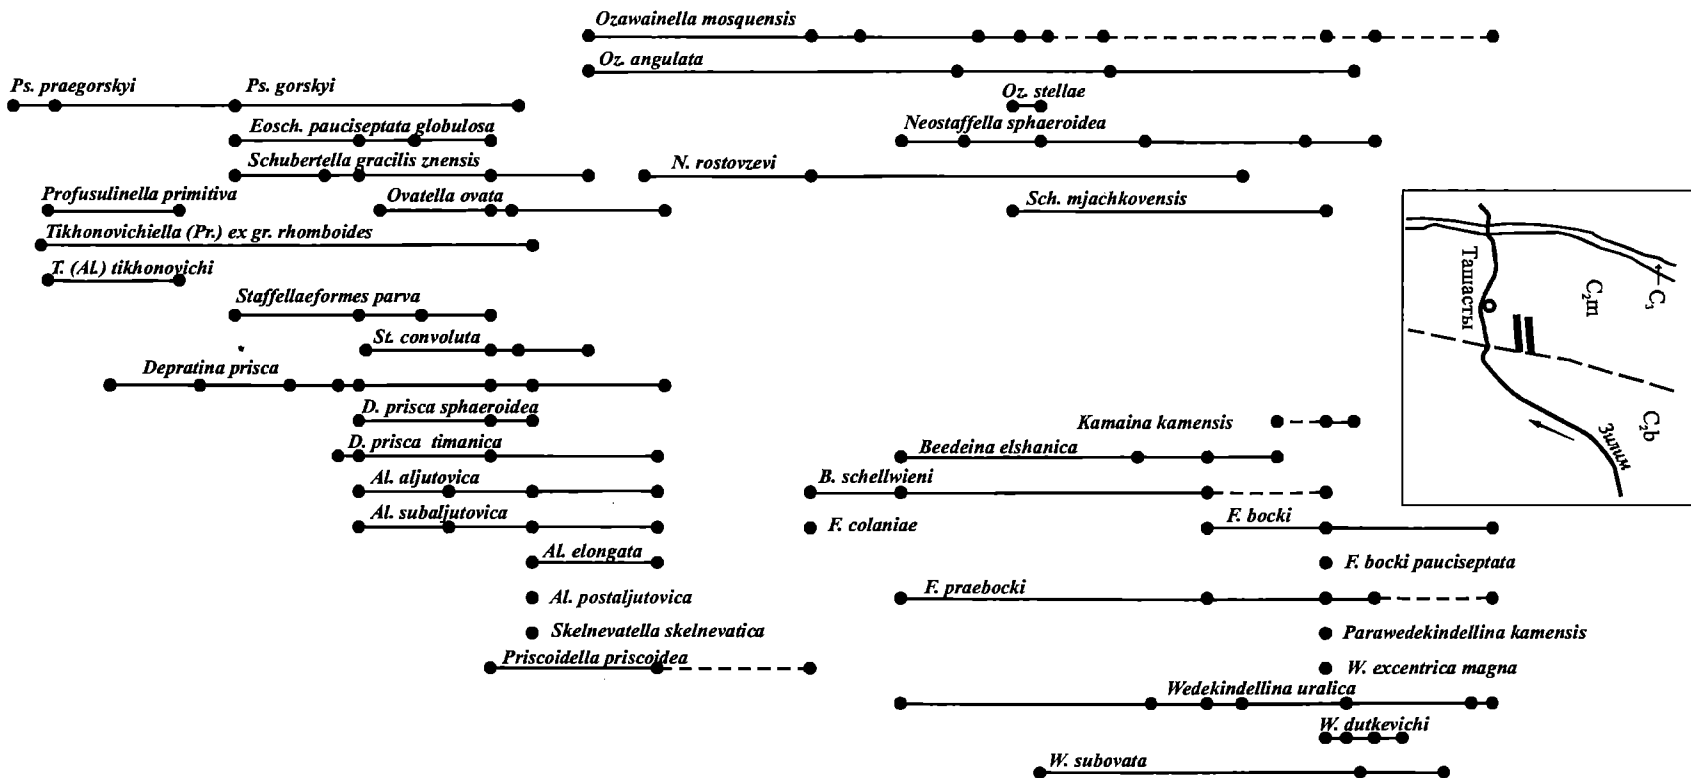 Ozawainella mosquensis
Oz. angulata
Ps. praegorskyi
Ps. gorskyi
Oz. stellae
Eosch. pauciseptata globulosa
Neostaffella sphaeroidea
Schubertella gracilis znensis
N. rostovzevi
Profusulinella primitiva
Ovatella ovata
Sch. mjachkovensis
Tikhonovichiella (Pr.) ex gr. rhomboides
T. (Al.) tikhonovichi
Staffellaeformes parva
St. convoluta
Depratina prisca
D. prisca sphaeroidea
Kamaina kamensis
D. prisca timanica
Beedeina elshanica
Al. aljutovica
B. schellwieni
Al. subaljutovica
F. colaniae
F. bocki
Al. elongata
F. bocki pauciseptata
Al. postaljutovica
F. praebocki
Skelnevatella skelnevatica
Parawedekindellina kamensis
Priscoidella priscoidea
W. excentrica magna
Wedekindellina uralica
W. dutkevichi
W. subovata
Ташасты
C₃
C₂m
C₂b
Зилим